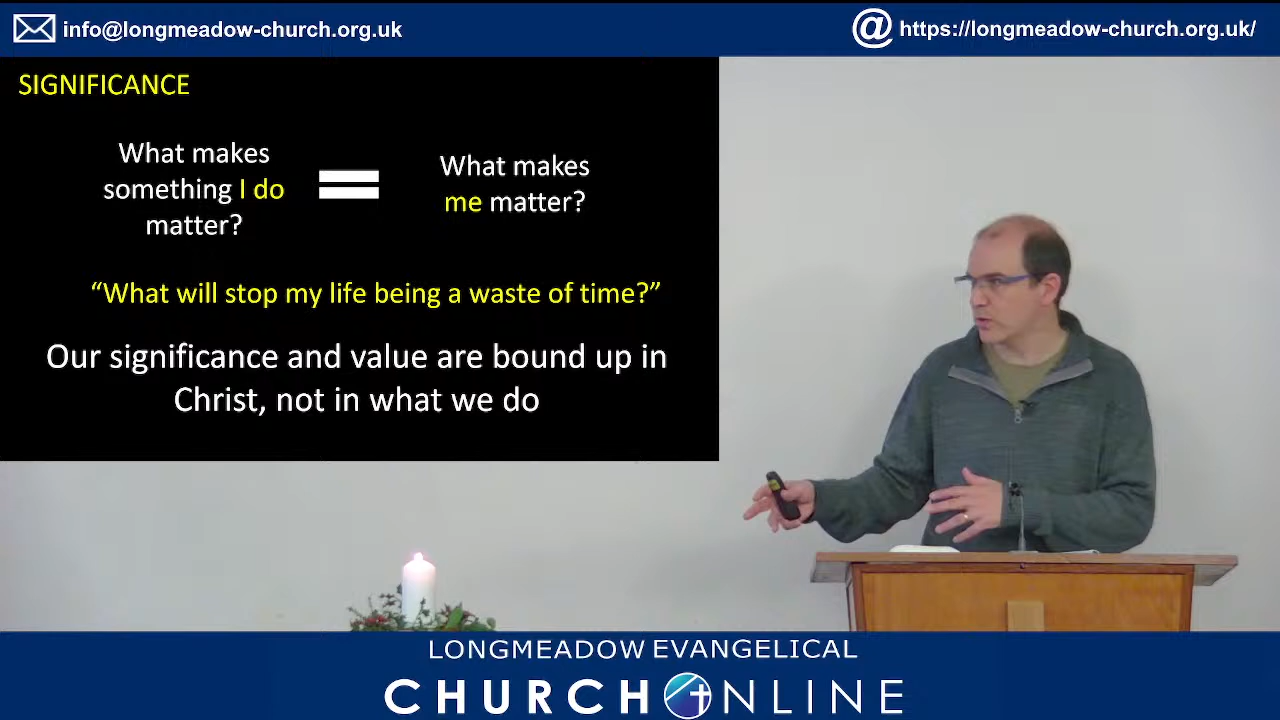 info@longmeadow-church.org.uk
https://longmeadow-church.org.uk/
SIGNIFICANCE
What makes
something I do
matter?
What makes
me matter?
“What will stop my life being a waste of time?”
Our significance and value are bound up in
Christ, not in what we do
LONGMEADOW EVANGELICAL
CHURCH ONLINE